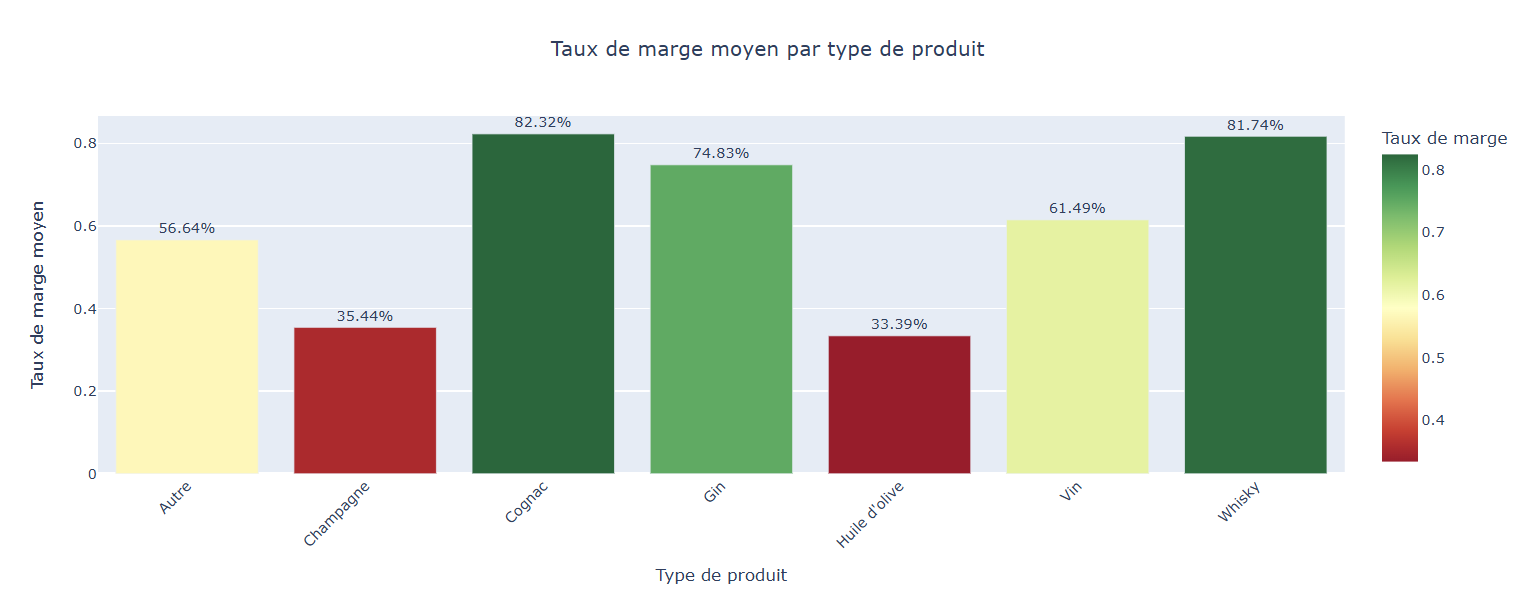 Taux de marge moyen par type de produit
Taux de marge moyen
0.8
0.6
0.4
0.2
0
56.64%
35.44%
82.32%
74.83%
33.39%
61.49%
81.74%
Autre
Champagne
Cognac
Gin
Huile d'olive
Vin
Whisky
Type de produit
Taux de marge
0.8
0.7
0.6
0.5
0.4